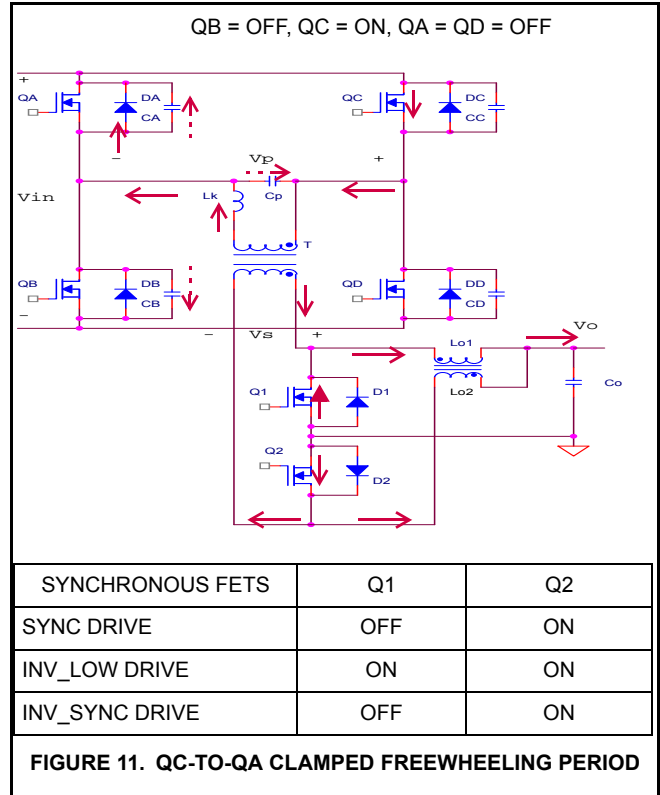 QB = OFF, QC = ON, QA = QD = OFF
+
QA
DA
CA
QC
DC
CC
–
Vp
+
Vin
Lk
Cp
T
QB
DB
CB
QD
DD
CD
–
– Vs +
Vo
Lo1
Lo2
Co
Q1
D1
Q2
D2
SYNCHRONOUS FETS Q1 Q2
SYNC DRIVE OFF ON
INV_LOW DRIVE ON ON
INV_SYNC DRIVE OFF ON
FIGURE 11. QC-TO-QA CLAMPED FREEWHEELING PERIOD